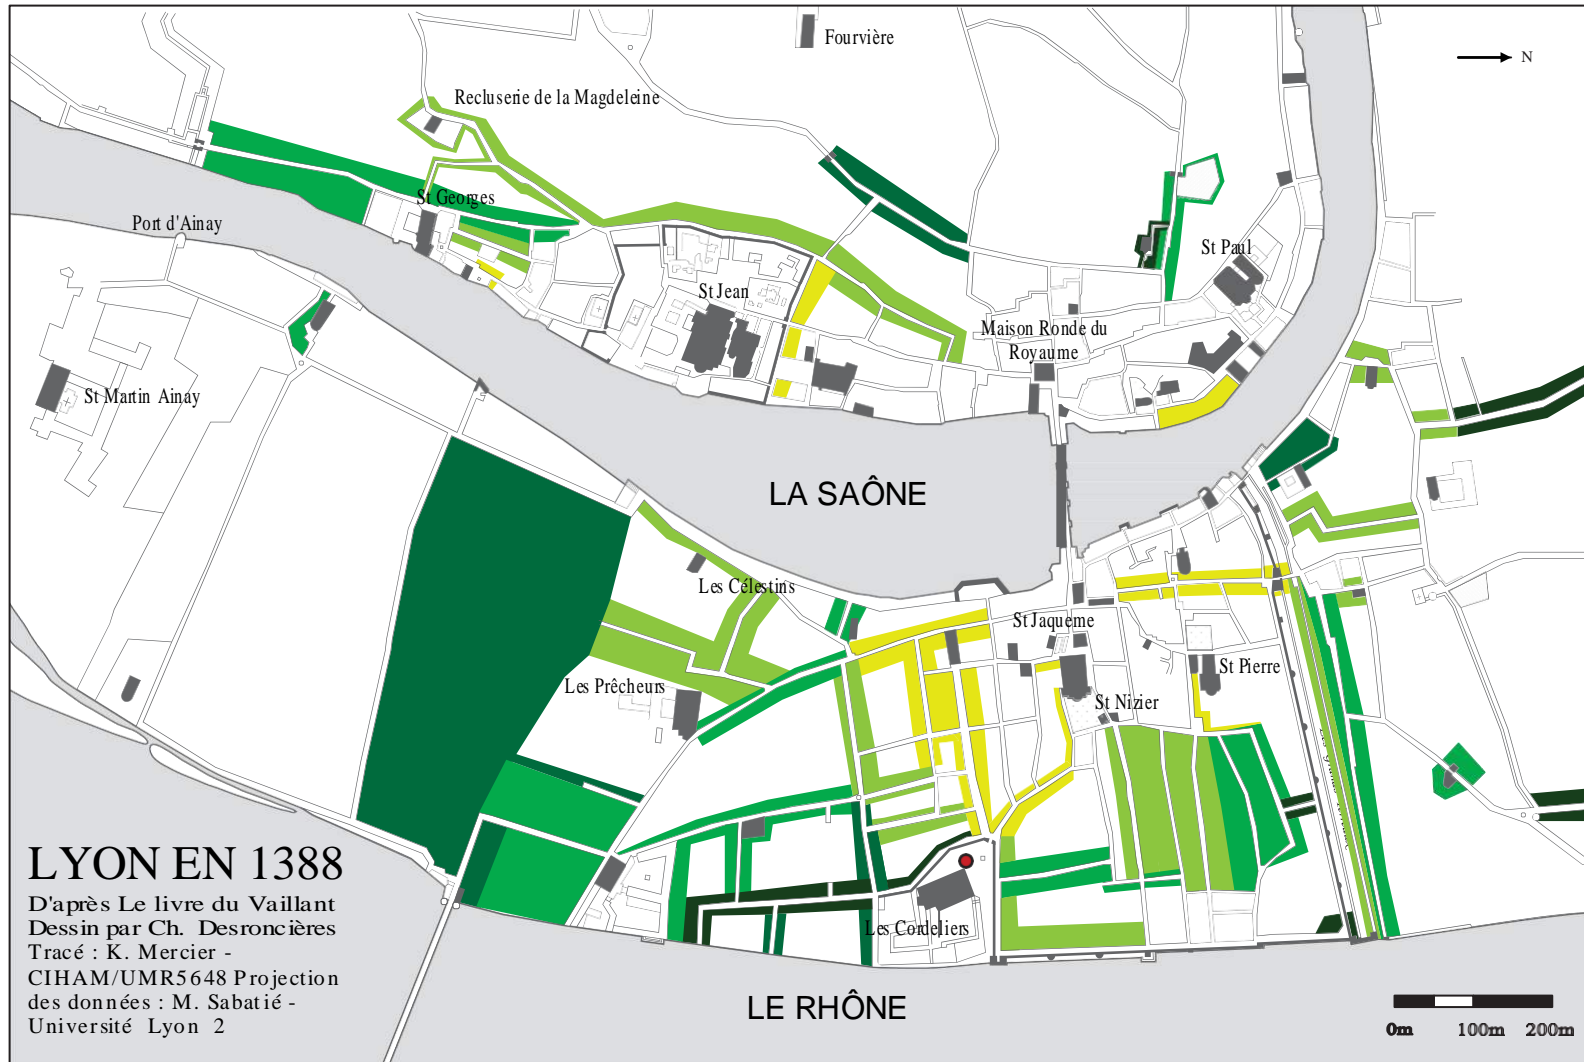 Fourvière
N
Recluserie de la Magdeleine
St Georges
Port d'Ainay
St Paul
St Jean
Maison Ronde du
Royaume
St Martin Ainay
LA SAÔNE
Les Célestins
St Jaqueme
St Pierre
Les Prêcheurs
St Nizier
LYON EN 1388
D'après Le livre du Vaillant
Dessin par Ch. Desroncières
Tracé : K. Mercier -
CIHAM/UMR5648 Projection
des données : M. Sabatié -
Université Lyon 2
Les Cordeliers
LE RHÔNE
0m 100m 200m